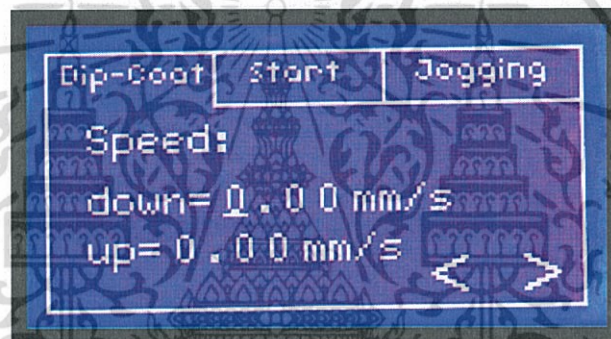 Dip-Coat Start Jogging
Speed:
down= 0.00 mm/s
up= 0.00 mm/s
< >